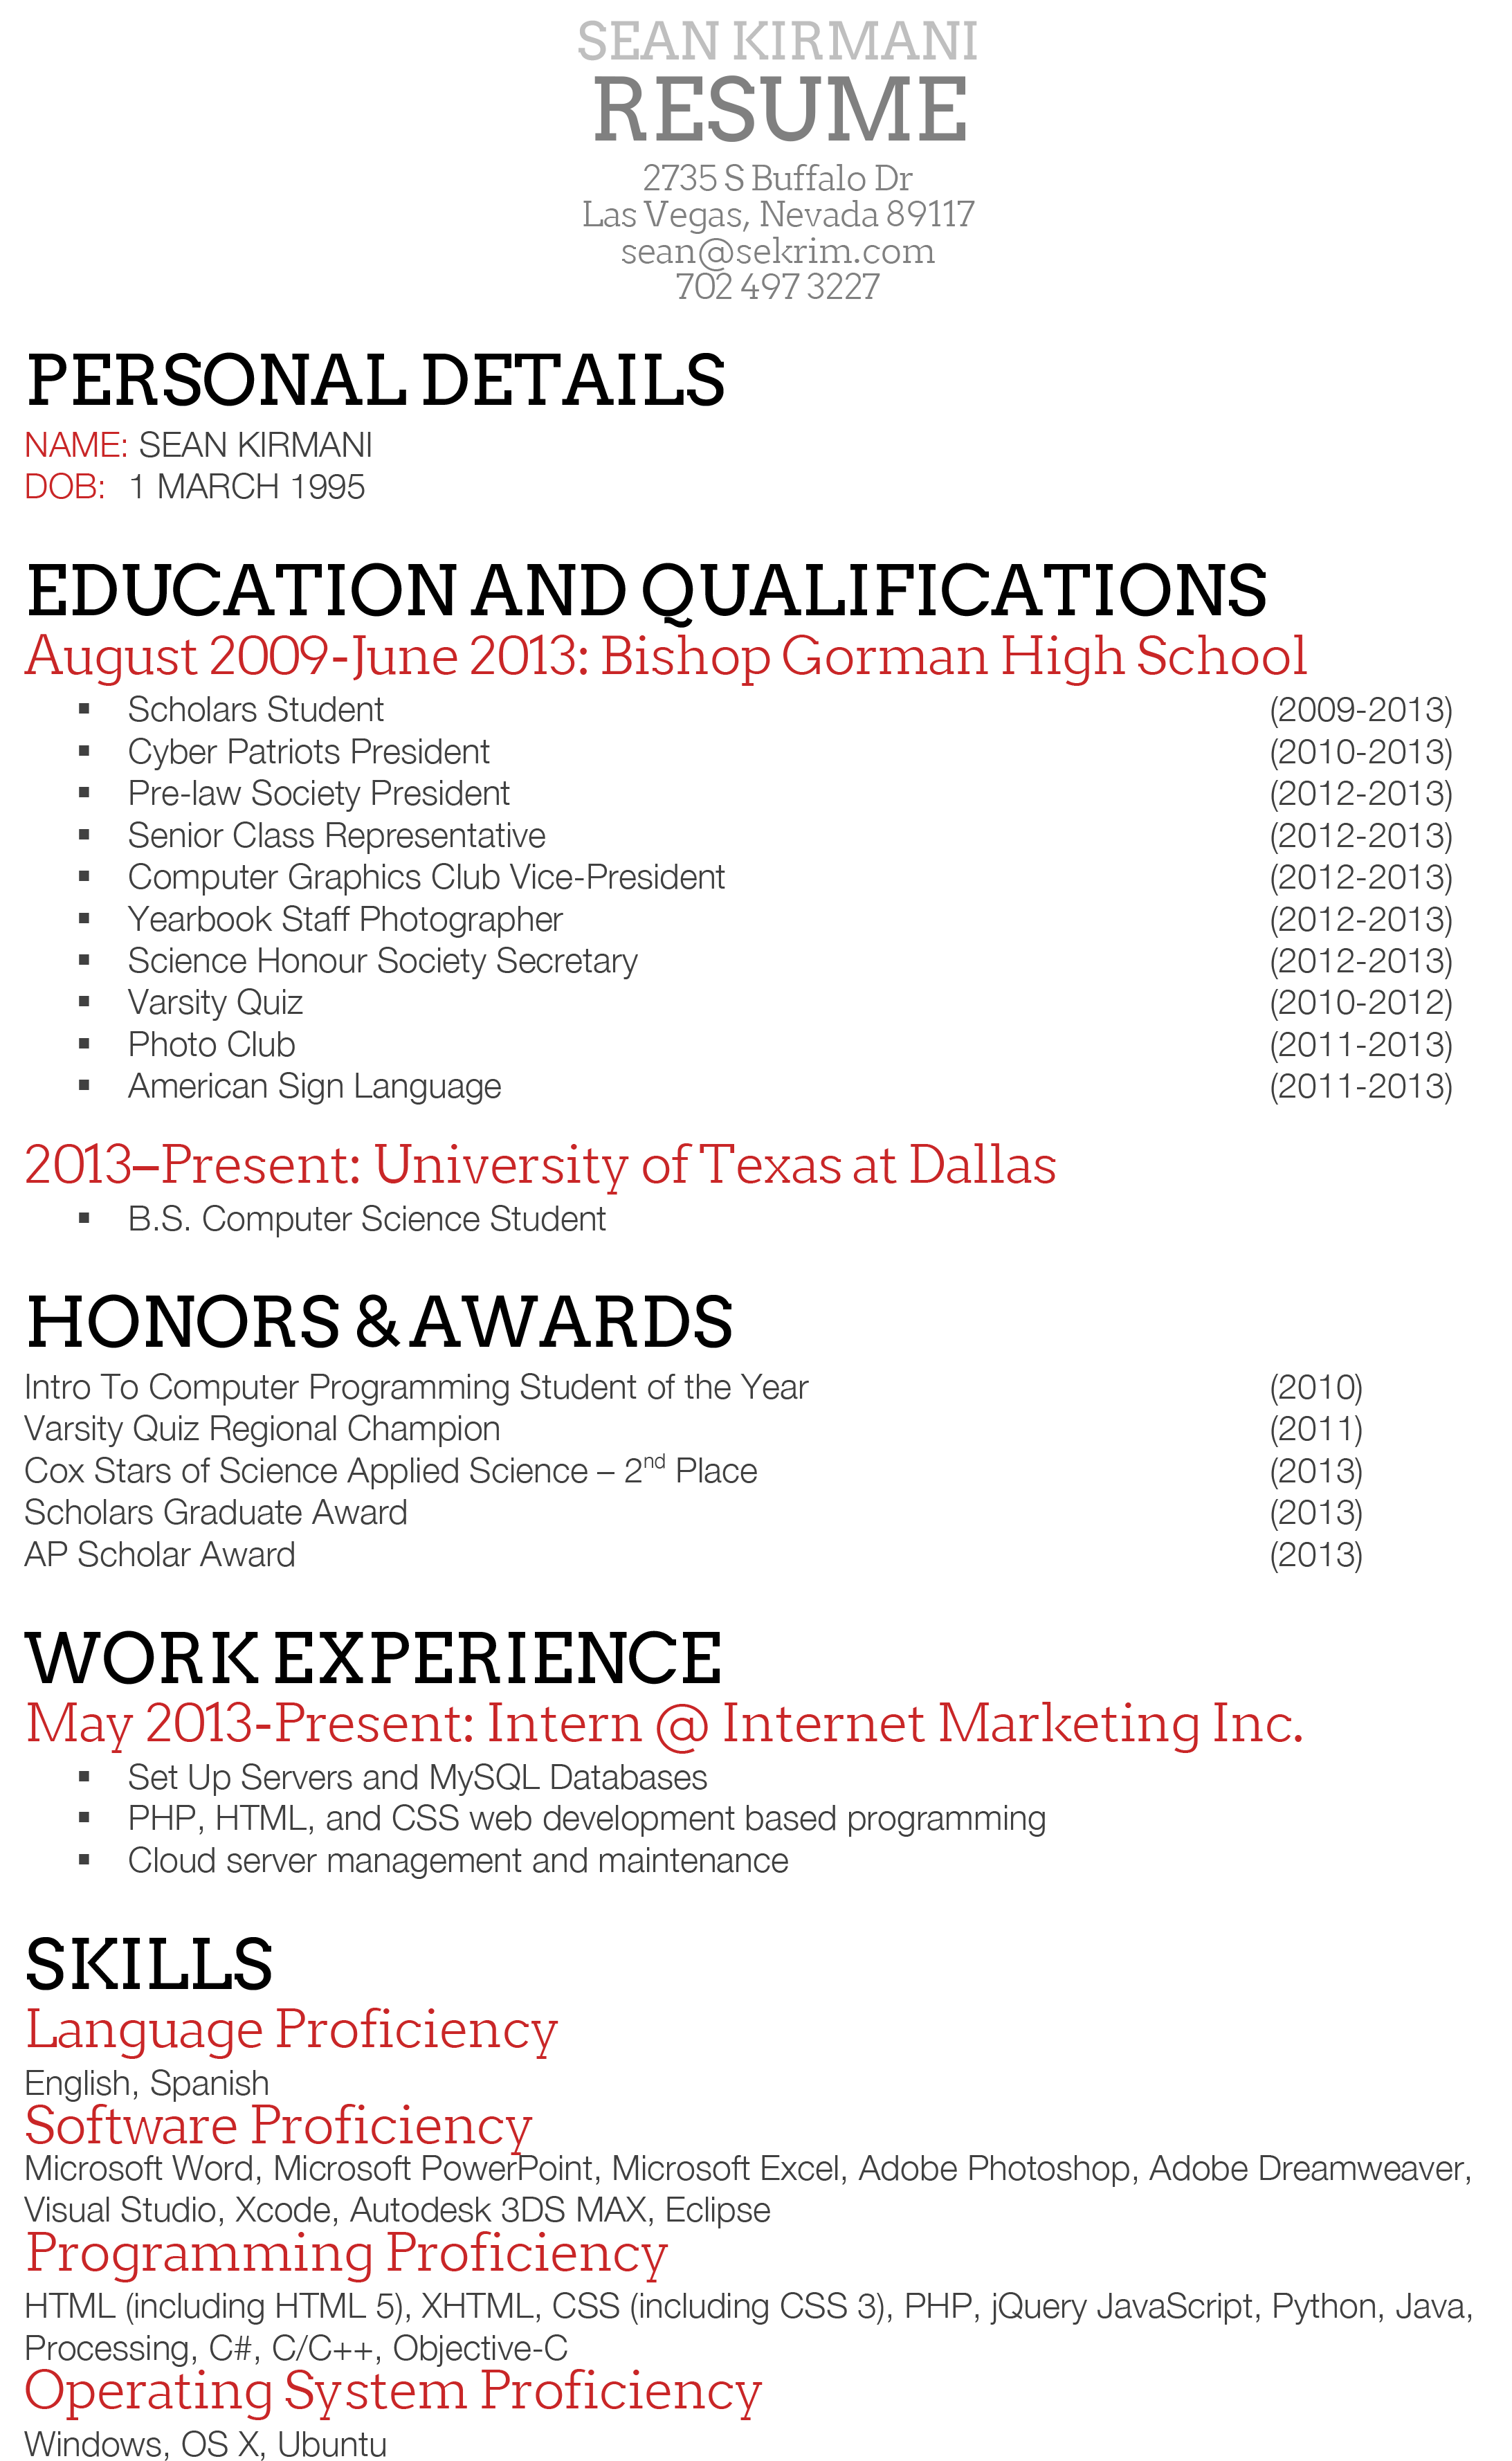 SEAN KIRMANI
RESUME
2735 S Buffalo Dr
Las Vegas, Nevada 89117
sean@sekrim.com
702 497 3227
PERSONAL DETAILS
NAME: SEAN KIRMANI
DOB: 1 MARCH 1995
EDUCATION AND QUALIFICATIONS
August 2009-June 2013: Bishop Gorman High School
▪ Scholars Student (2009-2013)
▪ Cyber Patriots President (2010-2013)
▪ Pre-law Society President (2012-2013)
▪ Senior Class Representative (2012-2013)
▪ Computer Graphics Club Vice-President (2012-2013)
▪ Yearbook Staff Photographer (2012-2013)
▪ Science Honour Society Secretary (2012-2013)
▪ Varsity Quiz (2010-2012)
▪ Photo Club (2011-2013)
▪ American Sign Language (2011-2013)
2013–Present: University of Texas at Dallas
▪ B.S. Computer Science Student
HONORS & AWARDS
Intro To Computer Programming Student of the Year (2010)
Varsity Quiz Regional Champion (2011)
Cox Stars of Science Applied Science – 2nd Place (2013)
Scholars Graduate Award (2013)
AP Scholar Award (2013)
WORK EXPERIENCE
May 2013-Present: Intern @ Internet Marketing Inc.
▪ Set Up Servers and MySQL Databases
▪ PHP, HTML, and CSS web development based programming
▪ Cloud server management and maintenance
SKILLS
Language Proficiency
English, Spanish
Software Proficiency
Microsoft Word, Microsoft PowerPoint, Microsoft Excel, Adobe Photoshop, Adobe Dreamweaver,
Visual Studio, Xcode, Autodesk 3DS MAX, Eclipse
Programming Proficiency
HTML (including HTML 5), XHTML, CSS (including CSS 3), PHP, jQuery JavaScript, Python, Java,
Processing, C#, C/C++, Objective-C
Operating System Proficiency
Windows, OS X, Ubuntu